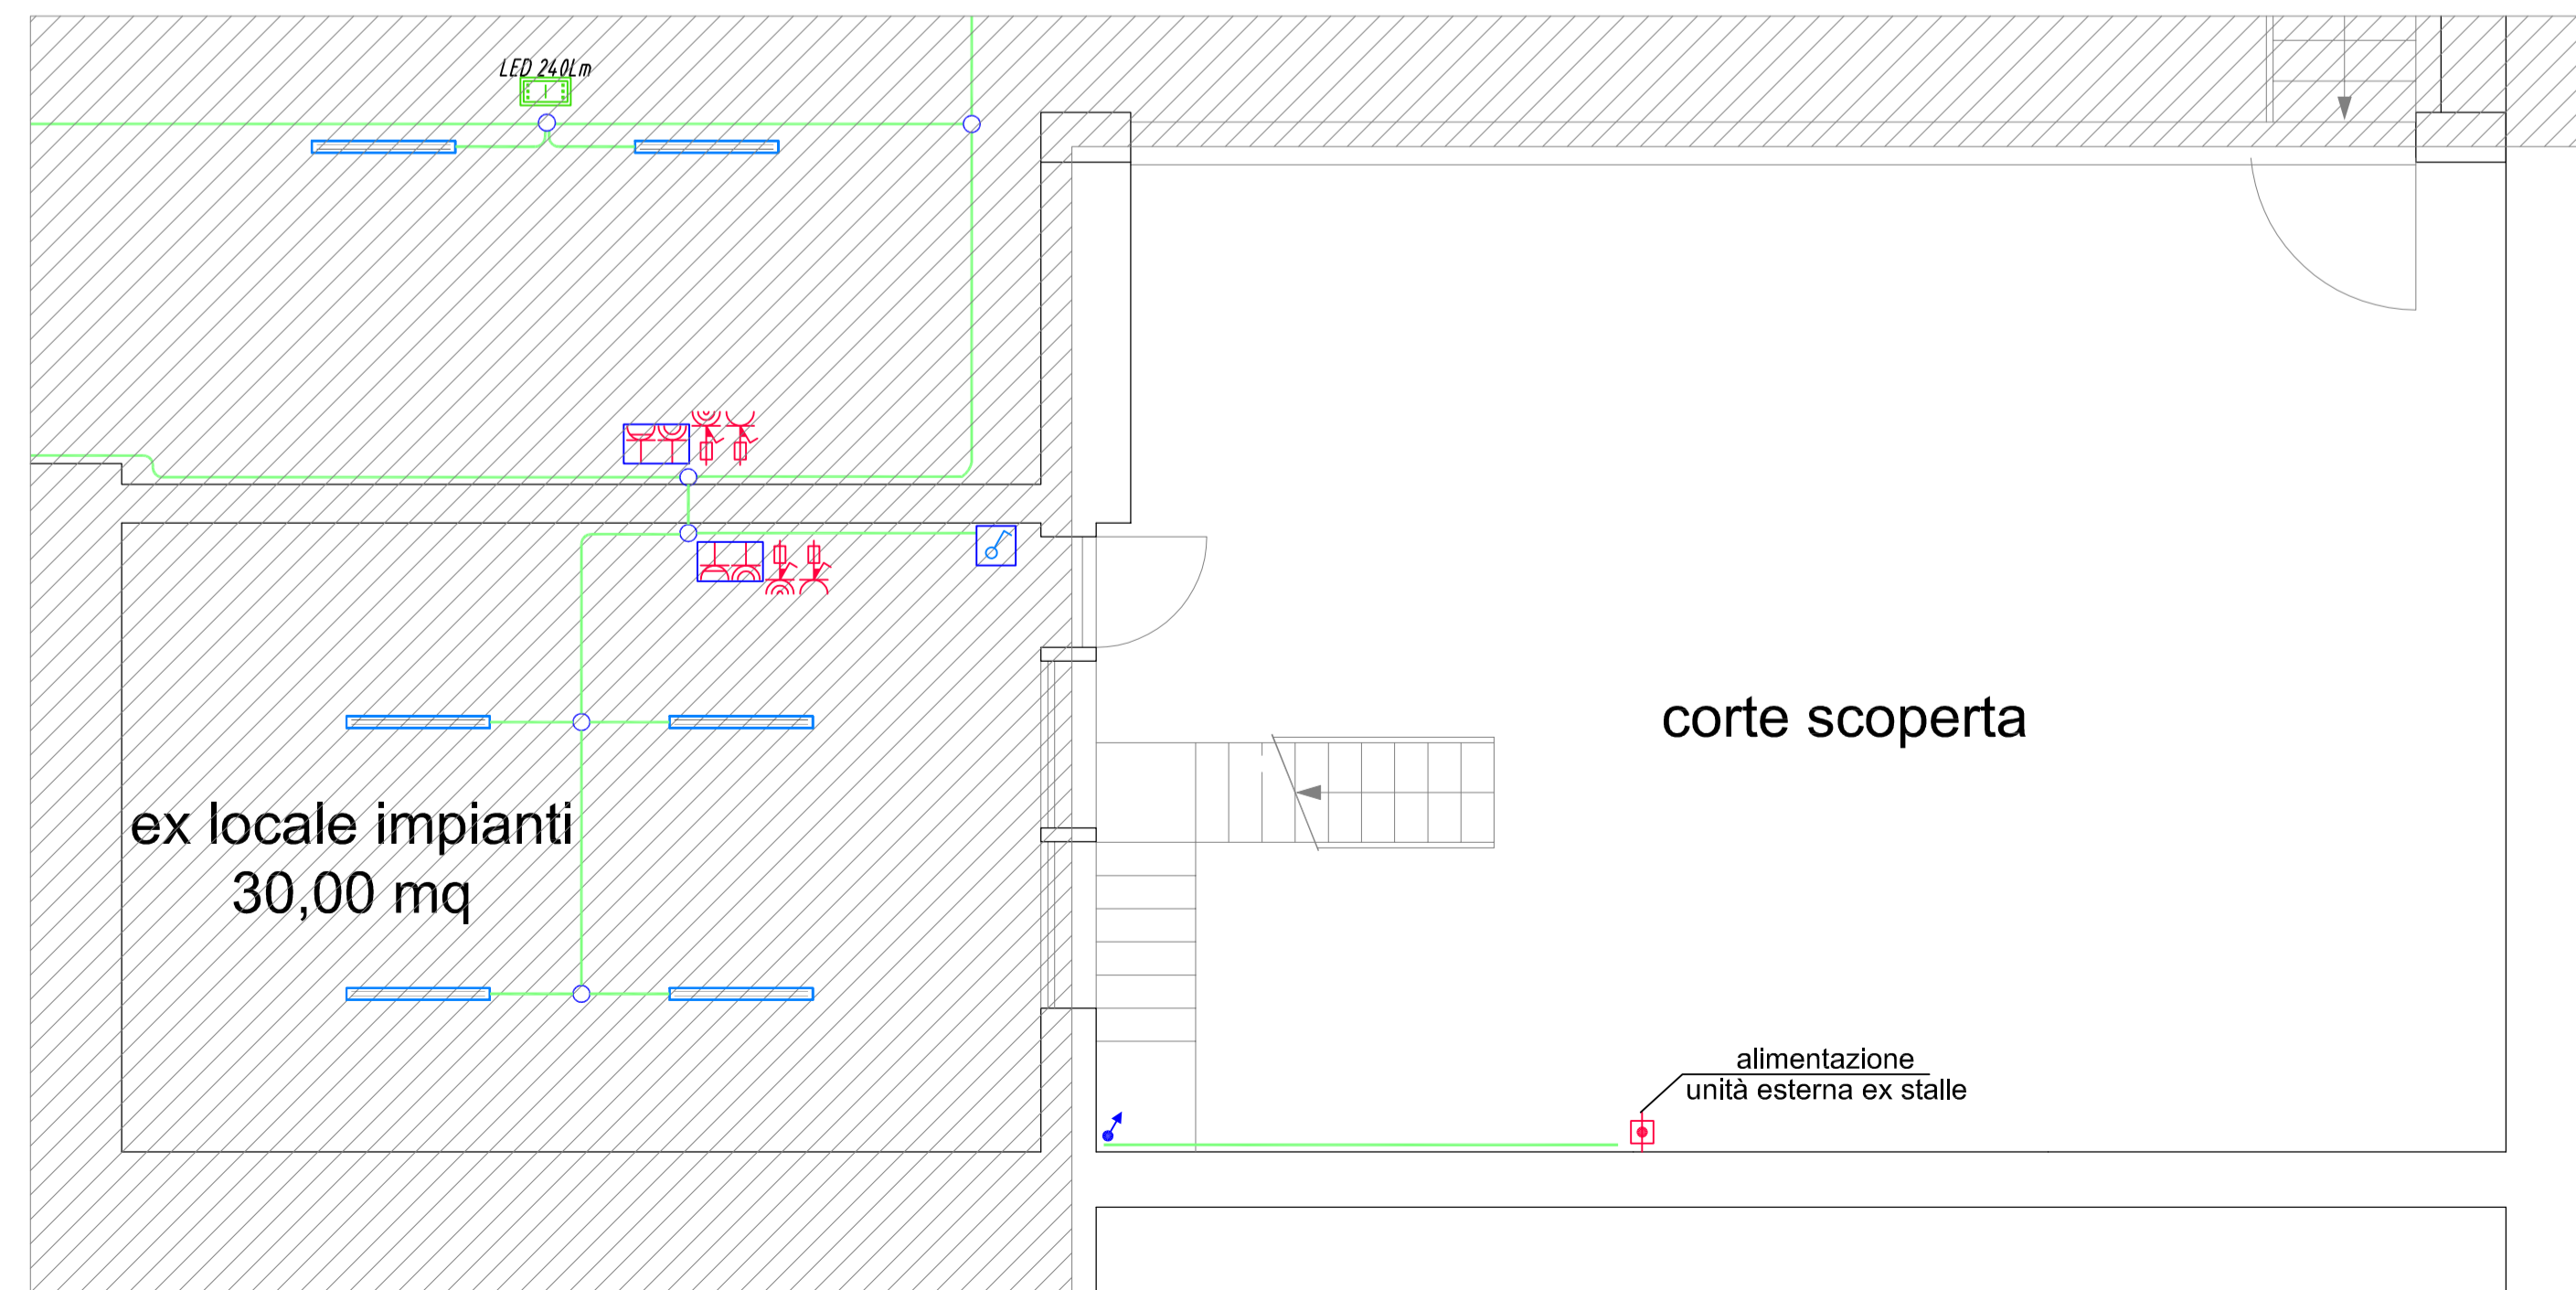 LED 240Lm
corte scoperta
ex locale impianti
30,00 mq
alimentazione
unità esterna ex stalle